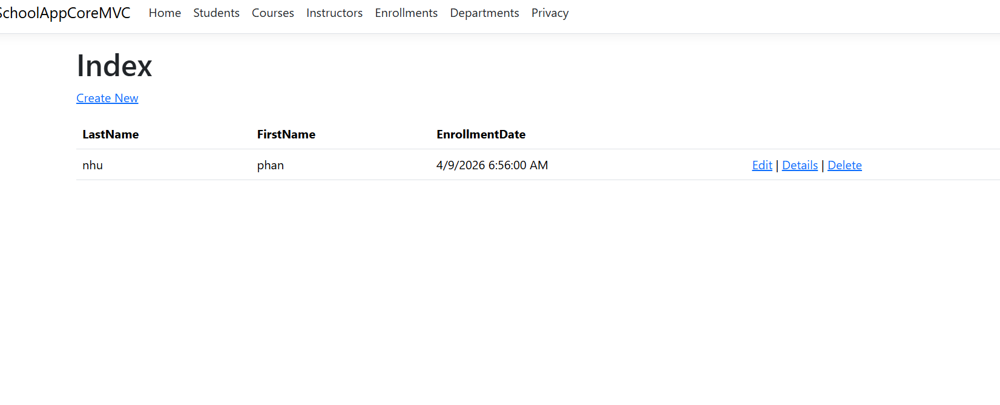 SchoolAppCoreMVC Home Students Courses Instructors Enrollments Departments Privacy
Index
Create New
LastName FirstName EnrollmentDate
nhu phan 4/9/2026 6:56:00 AM Edit | Details | Delete